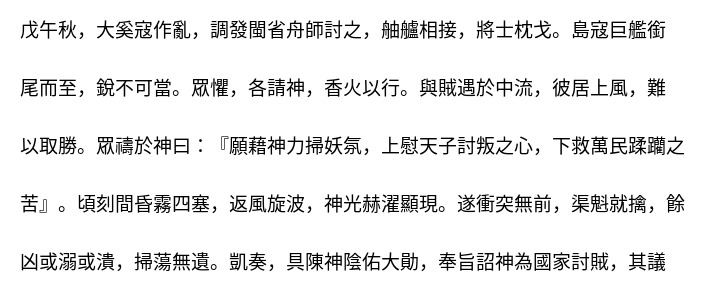 戊午秋，大奚寇作亂，調發閩省舟師討之，舳艫相接，將士枕戈。島寇巨艦銜
尾而至，銳不可當。眾懼，各請神，香火以行。與賊遇於中流，彼居上風，難
以取勝。眾禱於神曰：『願藉神力掃妖氛，上慰天子討叛之心，下救萬民蹂躪之
苦』。頃刻間昏霧四塞，返風旋波，神光赫濯顯現。遂衝突無前，渠魁就擒，餘
凶或溺或潰，掃蕩無遺。凱奏，具陳神陰佑大勛，奉旨詔神為國家討賊，其議